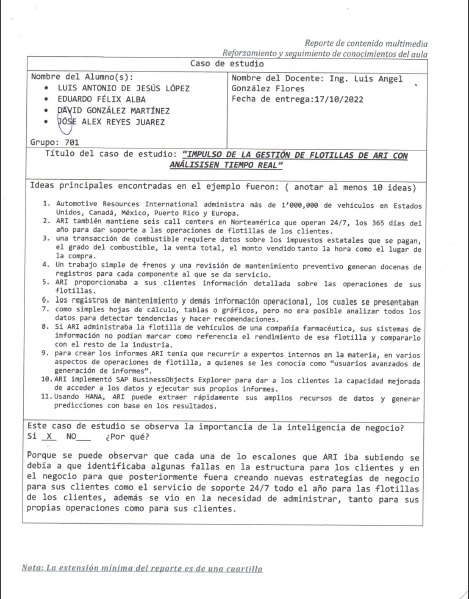 Reporte de contenido multimedia
Reforzamiento y seguimiento de conocimientos del aula
Caso de estudio
Nombre del Alumno(s):
• LUIS ANTONIO DE JESÚS LÓPEZ
• EDUARDO FÉLIX ALBA
• DAVID GONZÁLEZ MARTÍNEZ
• JOSE ALEX REYES JUAREZ
Grupo: 701
Nombre del Docente: Ing. Luis Angel
González Flores
Fecha de entrega:17/10/2022
Título del caso de estudio: "IMPULSO DE LA GESTIÓN DE FLOTILLAS DE ARI CON
ANÁLISISEN TIEMPO REAL"
Ideas principales encontradas en el ejemplo fueron: ( anotar al menos 10 ideas)
1. Automotive Resources International administra más de 1'000,000 de vehículos en Estados
Unidos, Canadá, México, Puerto Rico y Europa.
2. ARI también mantiene seis call centers en Norteamérica que operan 24/7, los 365 días del
año para dar soporte a las operaciones de flotillas de los clientes.
3. una transacción de combustible requiere datos sobre los impuestos estatales que se pagan,
el grado del combustible, la venta total, el monto vendido tanto la hora como el lugar de
la compra.
4. Un trabajo simple de frenos y una revisión de mantenimiento preventivo generan docenas de
registros para cada componente al que se da servicio.
5. ARI proporcionaba a sus clientes información detallada sobre las operaciones de sus
flotillas.
6. los registros de mantenimiento y demás información operacional, los cuales se presentaban
7. como simples hojas de cálculo, tablas o gráficos, pero no era posible analizar todos los
datos para detectar tendencias y hacer recomendaciones.
8. Si ARI administraba la flotilla de vehículos de una compañía farmacéutica, sus sistemas de
información no podían marcar como referencia el rendimiento de esa flotilla y compararlo
con el resto de la industria.
9. para crear los informes ARI tenía que recurrir a expertos internos en la materia, en varios
aspectos de operaciones de flotilla, a quienes se les conocía como "usuarios avanzados de
generación de informes".
10. ARI implementó SAP BusinessObjects Explorer para dar a los clientes la capacidad mejorada
de acceder a los datos y ejecutar sus propios informes.
11. Usando HANA, ARI puede extraer rápidamente sus amplios recursos de datos y generar
predicciones con base en los resultados.
Este caso de estudio se observa la importancia de la inteligencia de negocio?
Si _X_ NO___ ¿Por qué?
Porque se puede observar que cada una de lo escalones que ARI iba subiendo se
debía a que identificaba algunas fallas en la estructura para los clientes y en
el negocio para que posteriormente fuera creando nuevas estrategias de negocio
para sus clientes como el servicio de soporte 24/7 todo el año para las flotillas
de los clientes, además se vio en la necesidad de administrar, tanto para sus
propias operaciones como para sus clientes.
Nota: La extensión mínima del reporte es de una cuartilla